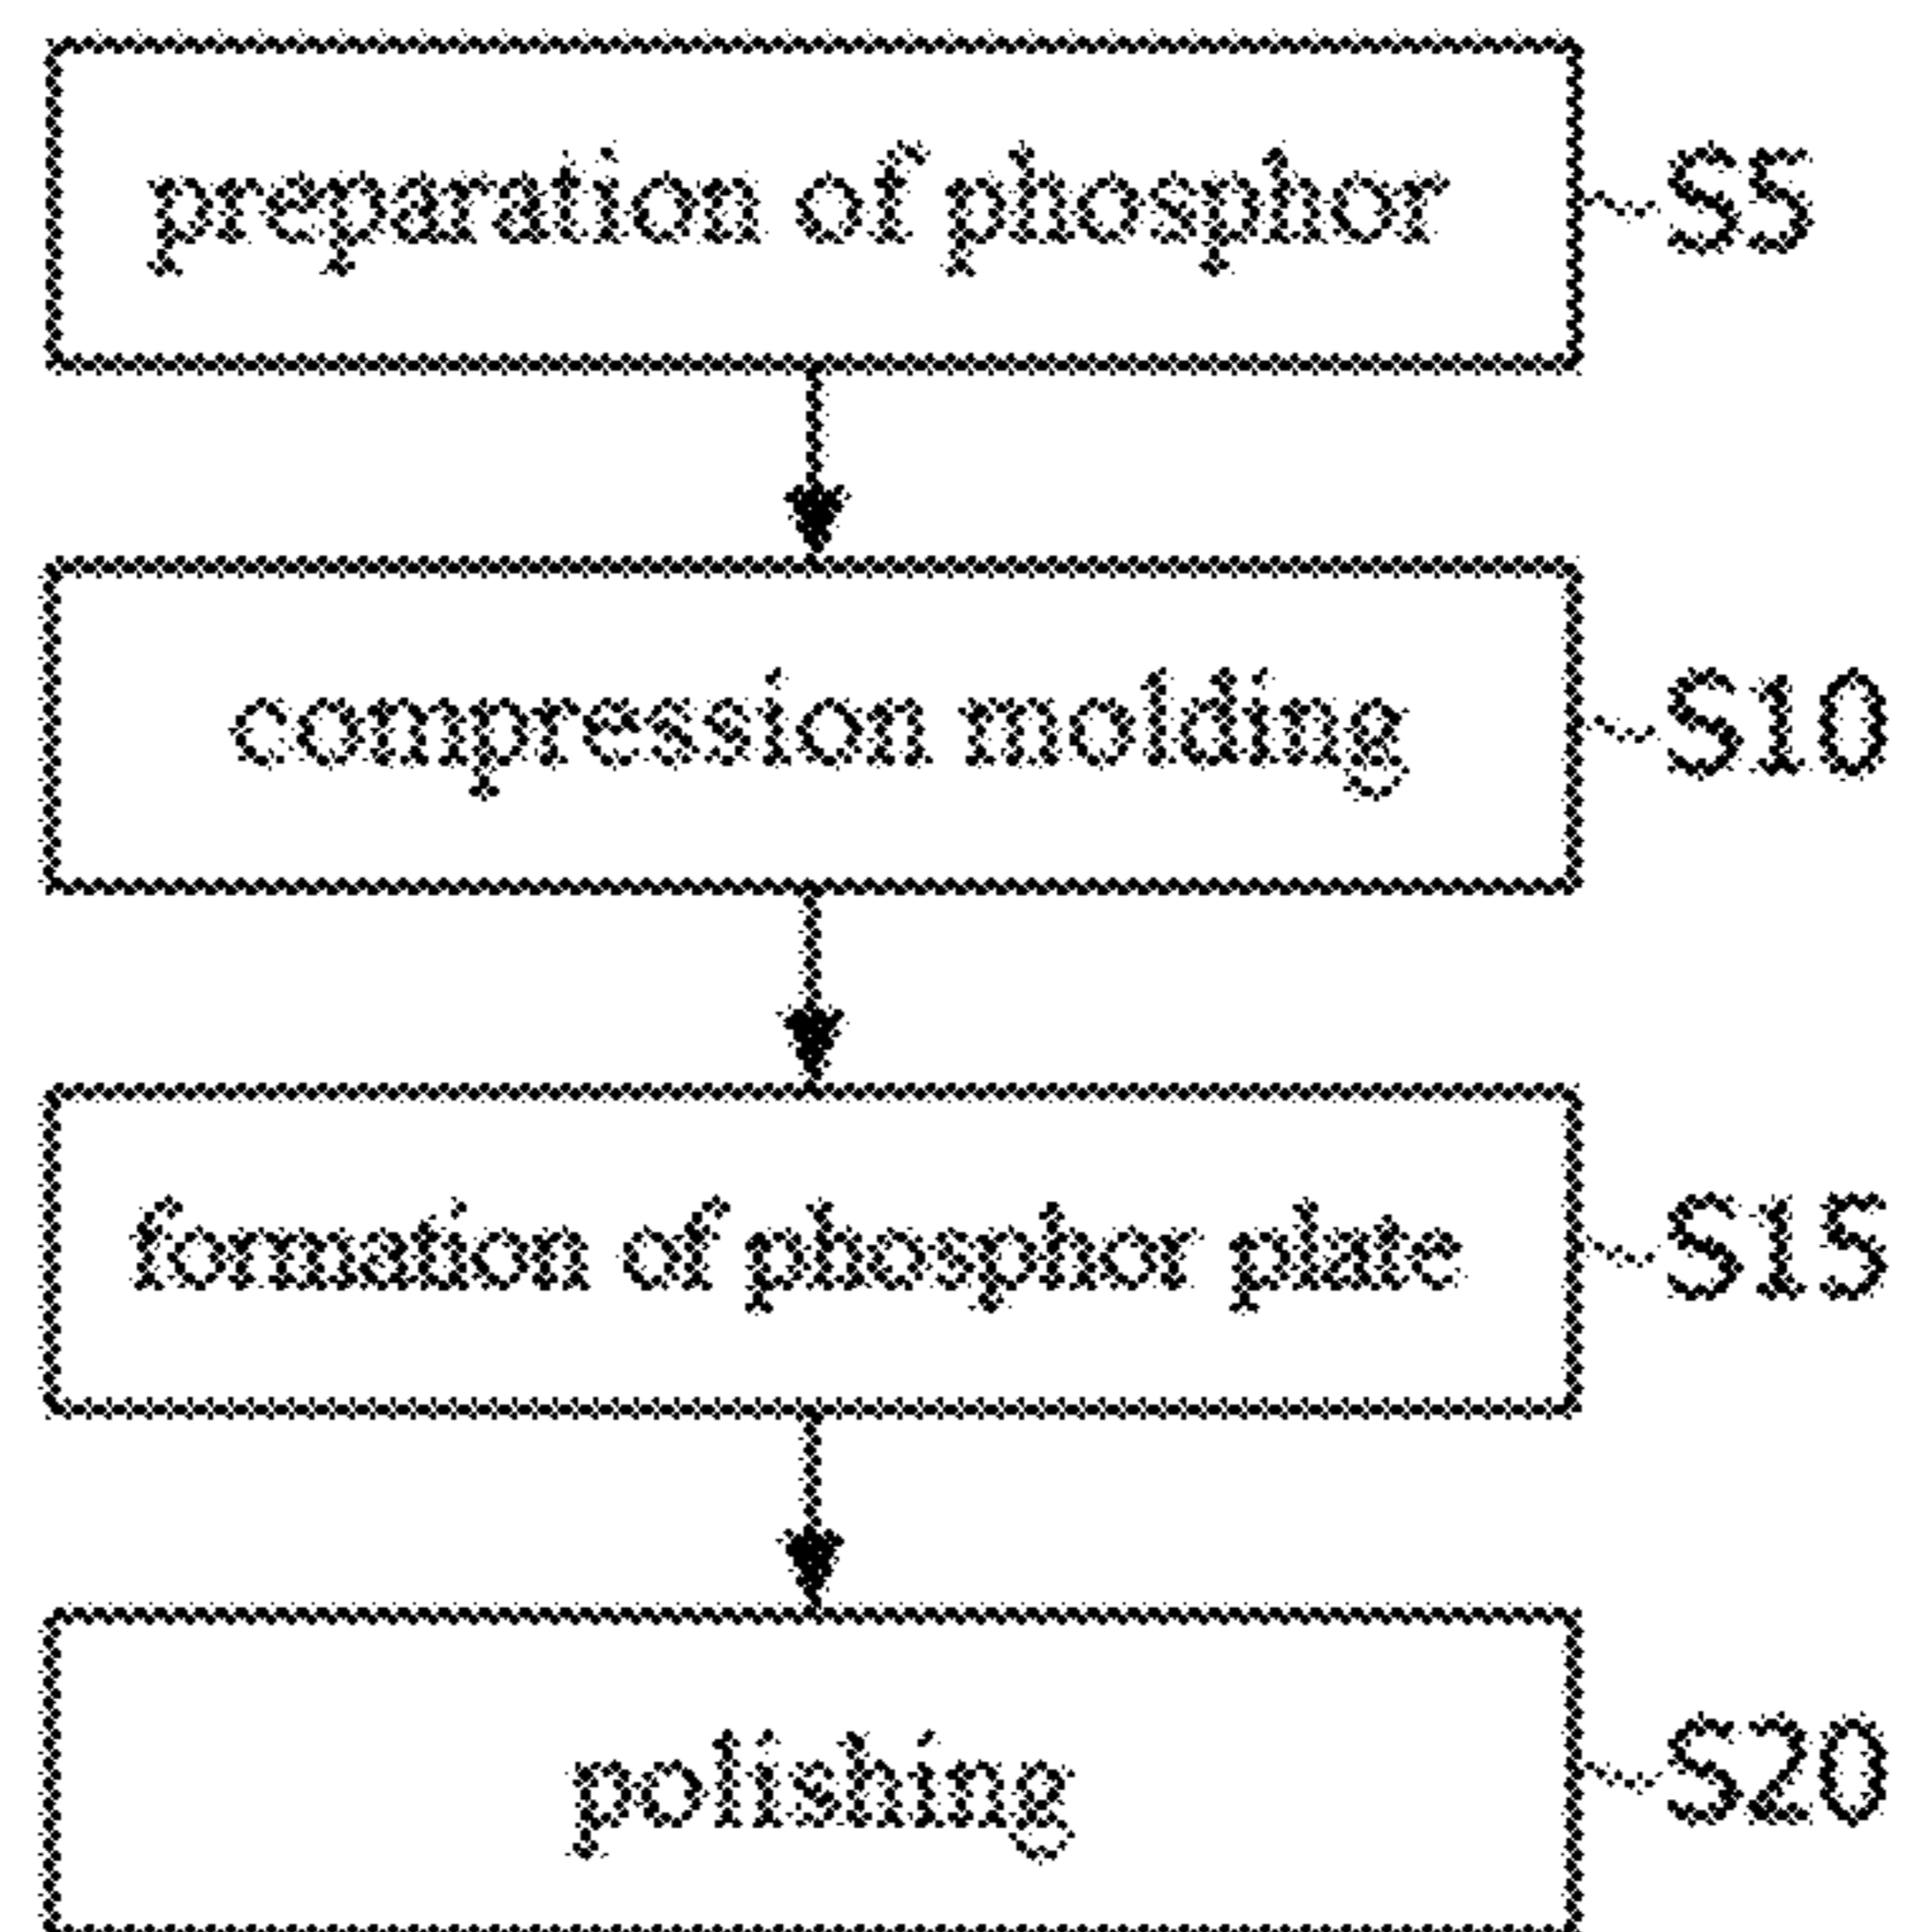 preparation of phosphor S5
compression molding S10
formation of phosphor plate S15
polishing S20